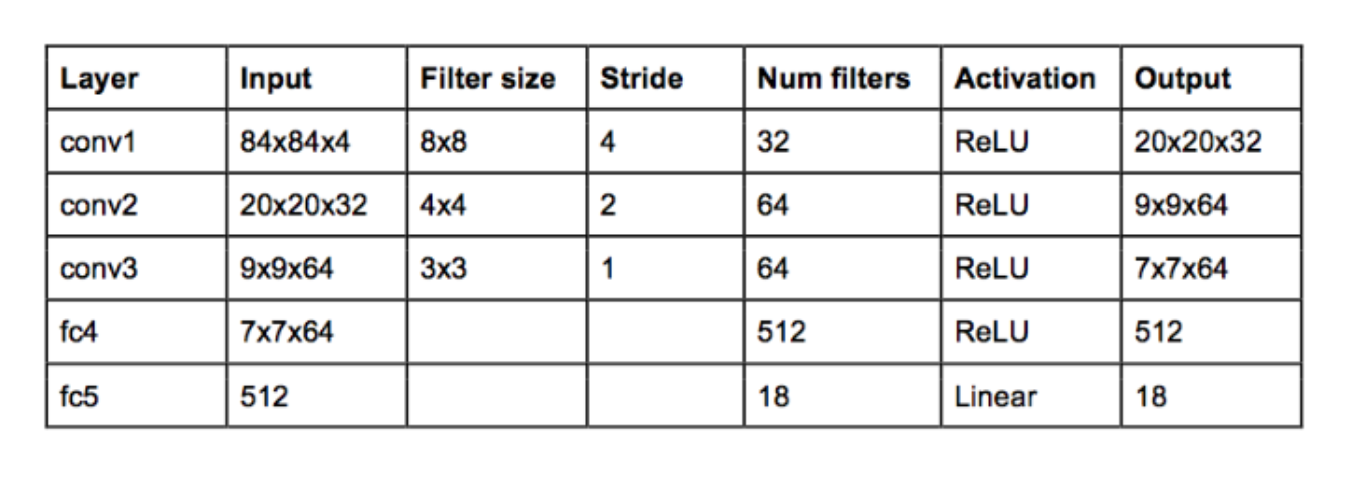 Layer Input Filter size Stride Num filters Activation Output
conv1 84x84x4 8x8 4 32 ReLU 20x20x32
conv2 20x20x32 4x4 2 64 ReLU 9x9x64
conv3 9x9x64 3x3 1 64 ReLU 7x7x64
fc4 7x7x64 512 ReLU 512
fc5 512 18 Linear 18